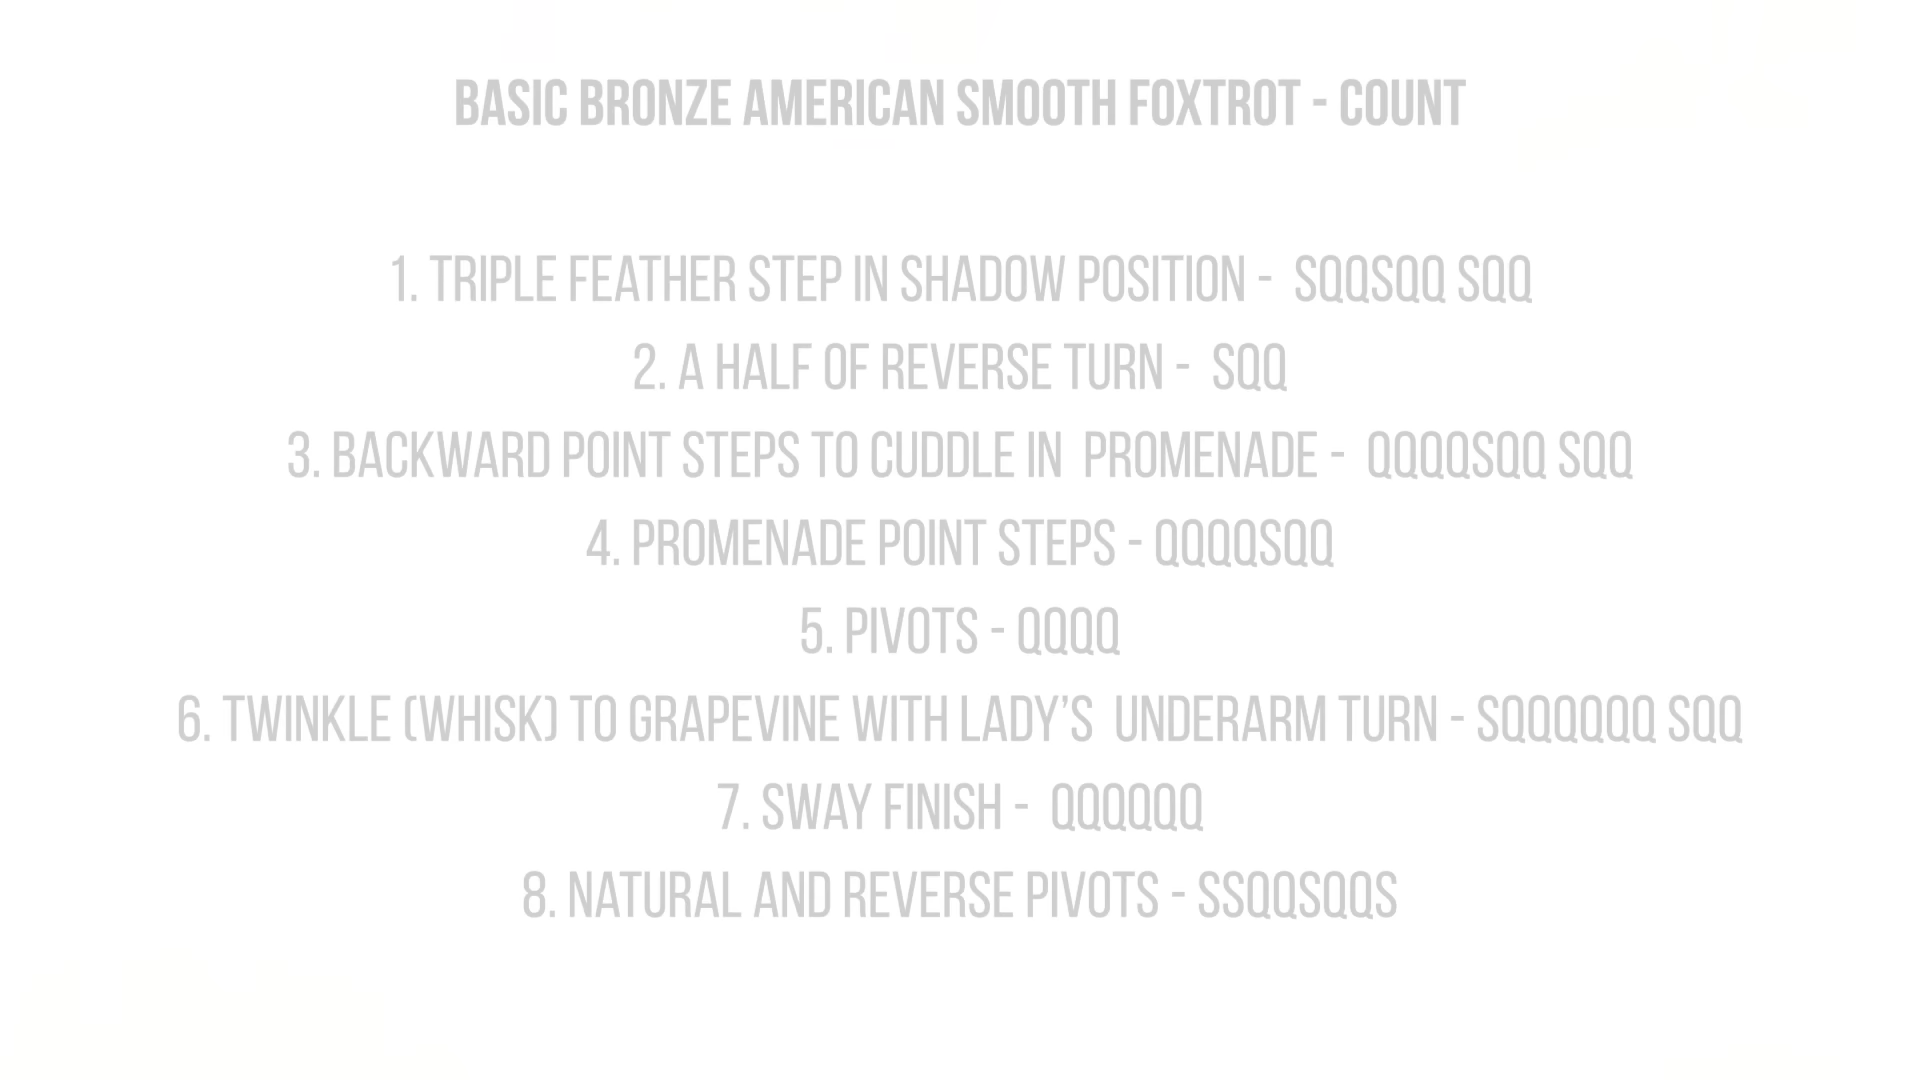 BASIC BRONZE AMERICAN SMOOTH FOXTROT - COUNT
1. TRIPLE FEATHER STEP IN SHADOW POSITION - SQQSQQ SQQ
2. A HALF OF REVERSE TURN - SQQ
3. BACKWARD POINT STEPS TO CUDDLE IN PROMENADE - QQQQSQQ SQQ
4. PROMENADE POINT STEPS - QQQQSQQ
5. PIVOTS - QQQQ
6. TWINKLE (WHISK) TO GRAPEVINE WITH LADY’S UNDERARM TURN - SQQQQQQ SQQ
7. SWAY FINISH - QQQQQQ
8. NATURAL AND REVERSE PIVOTS - SSQQSQQS